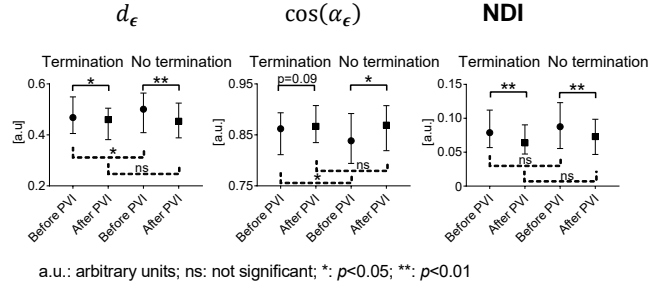 d_ϵ cos(α_ϵ) NDI
Termination No termination Termination No termination Termination No termination
* ** p=0.09 * ** **
0.6 0.95 0.15
[a.u] 0.4 [a.u.] 0.85 [a.u.] 0.10
0.05
* ns ns * ns ns
0.2 0.75 0
Before PVI After PVI Before PVI After PVI Before PVI After PVI Before PVI After PVI Before PVI After PVI Before PVI After PVI
a.u.: arbitrary units; ns: not significant; *: p<0.05; **: p<0.01